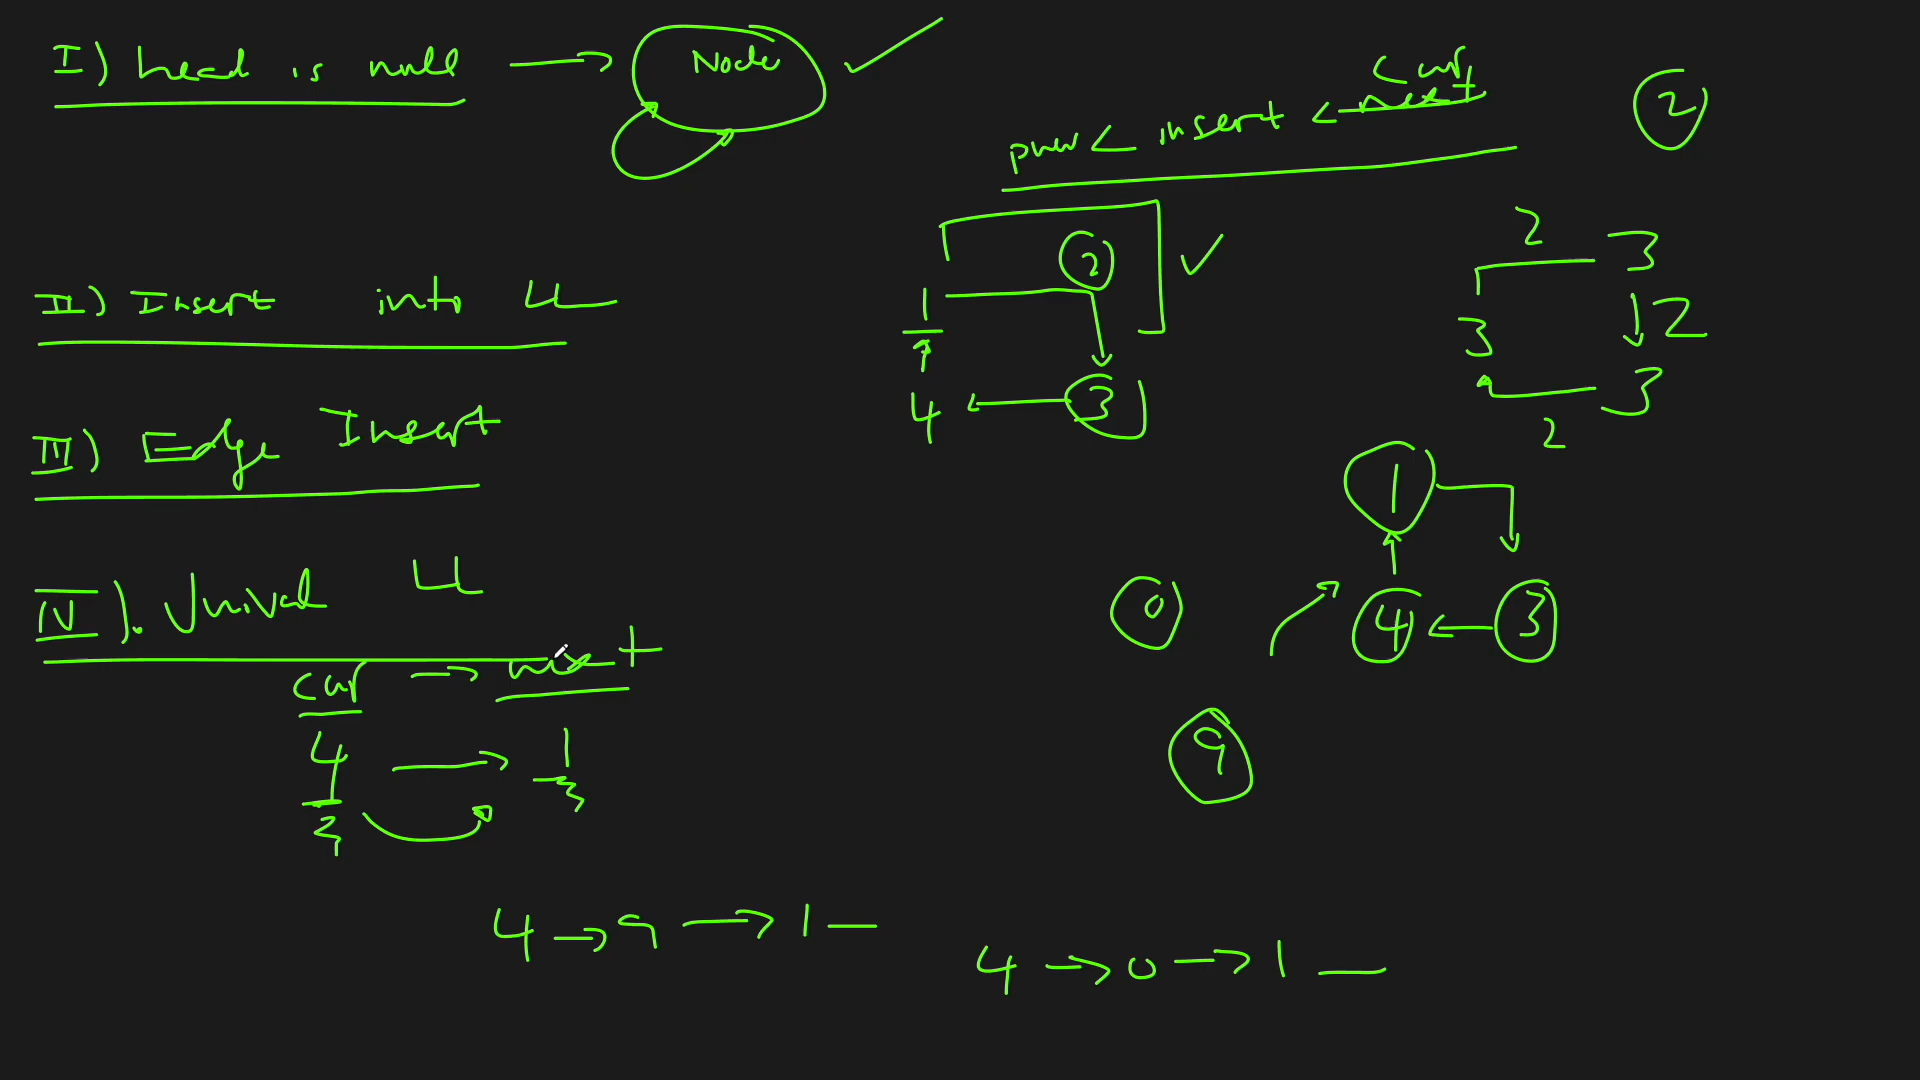 I) head is null → Node ✓
prev < insert < cur next
2
II) Insert into LL
1 2 3 4 ✓
2 3
3 2
3
2
III) Edge Insert
1
IV). Unival LL
0 4 ← 3
cur → next
9
4 → 1
3 3
4 → 9 → 1 —
4 → 0 → 1 —